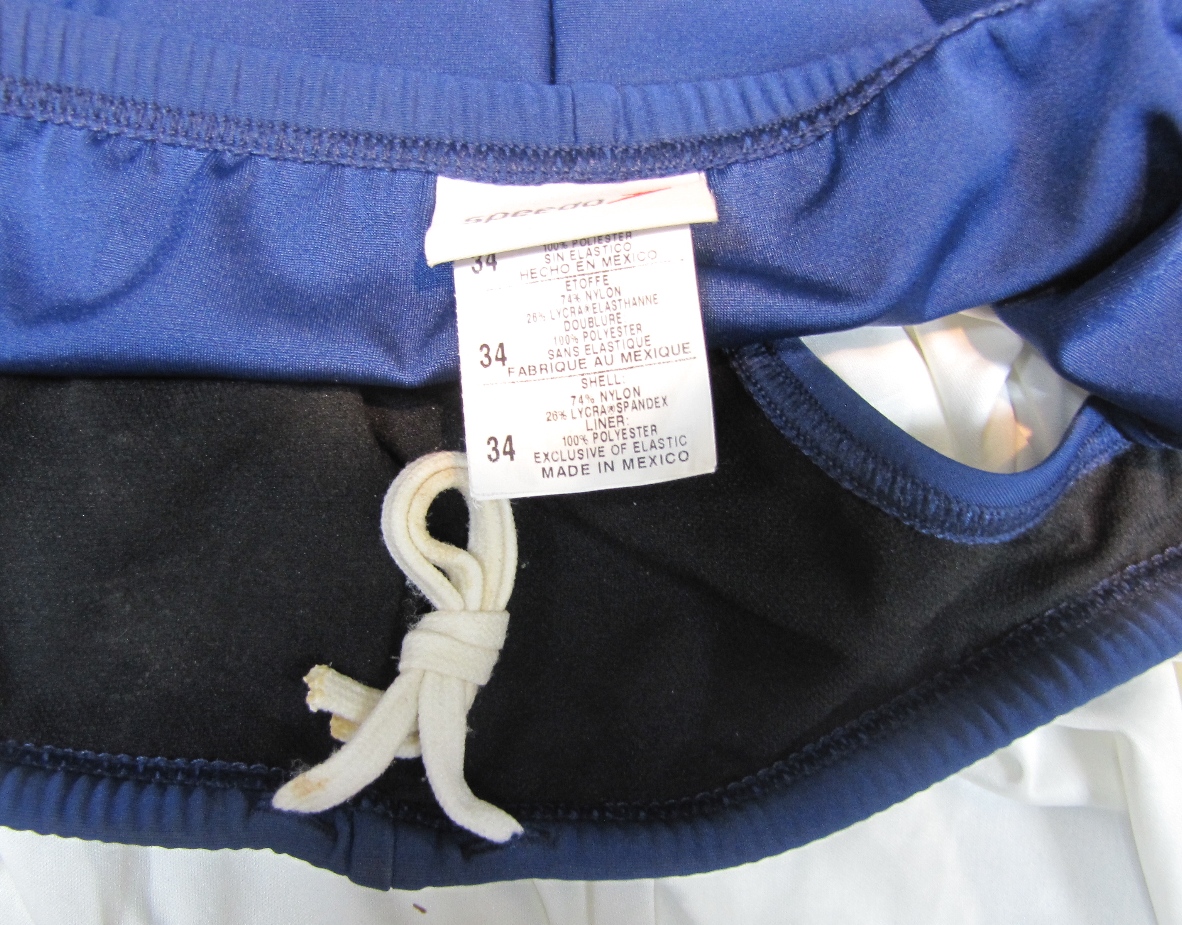 speedo
100% POLIESTER
SIN ELASTICO
34 HECHO EN MEXICO
ETOFFE
74% NYLON
26% LYCRA®ELASTHANNE
DOUBLURE
100% POLYESTER
SANS ELASTIQUE
34 FABRIQUE AU MEXIQUE
SHELL:
74% NYLON
26% LYCRA®SPANDEX
LINER:
100% POLYESTER
34 EXCLUSIVE OF ELASTIC
MADE IN MEXICO